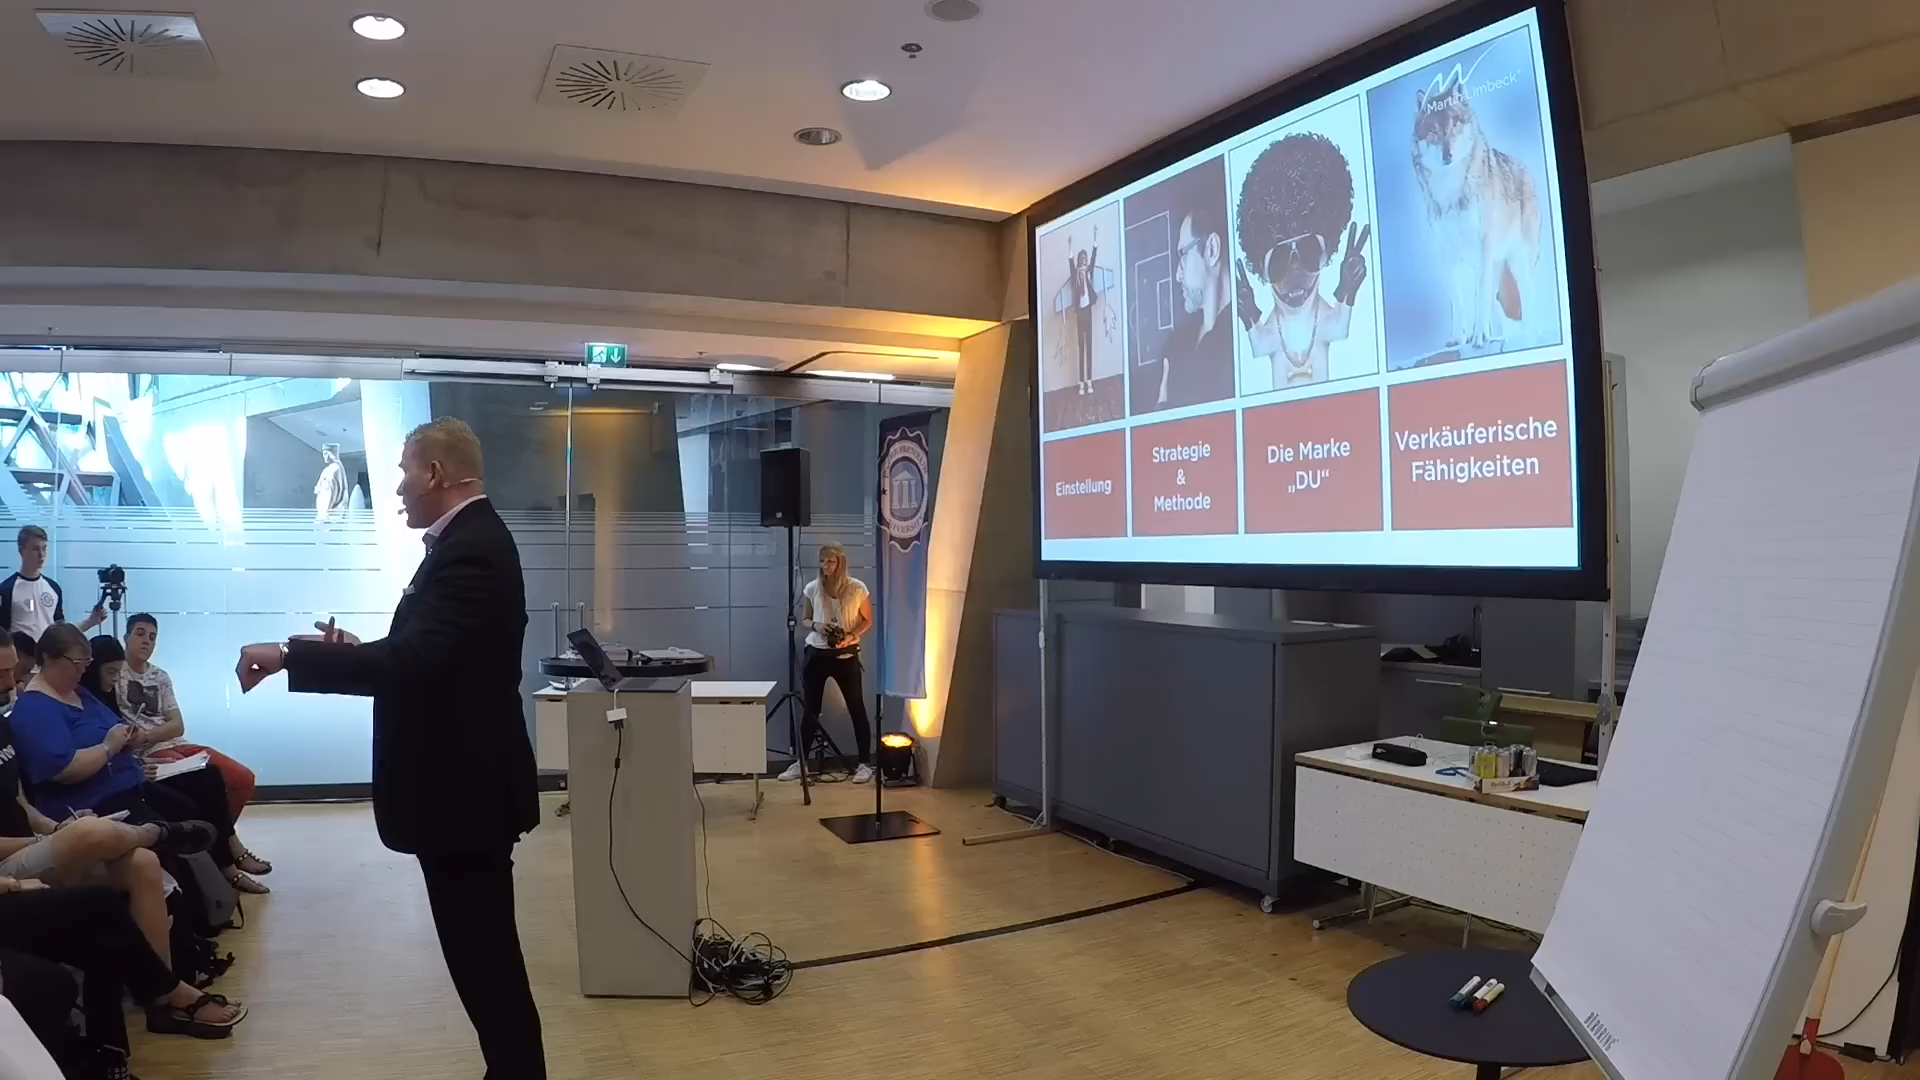 Martin Limbeck
Einstellung
Strategie
&
Methode
Die Marke
„DU“
Verkäuferische
Fähigkeiten